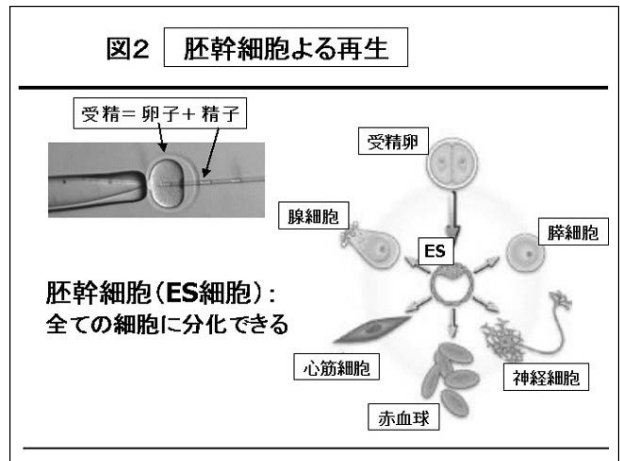 図2 胚幹細胞よる再生
受精=卵子+精子
受精卵
腺細胞
ES
膵細胞
胚幹細胞(ES細胞):
全ての細胞に分化できる
心筋細胞
神経細胞
赤血球